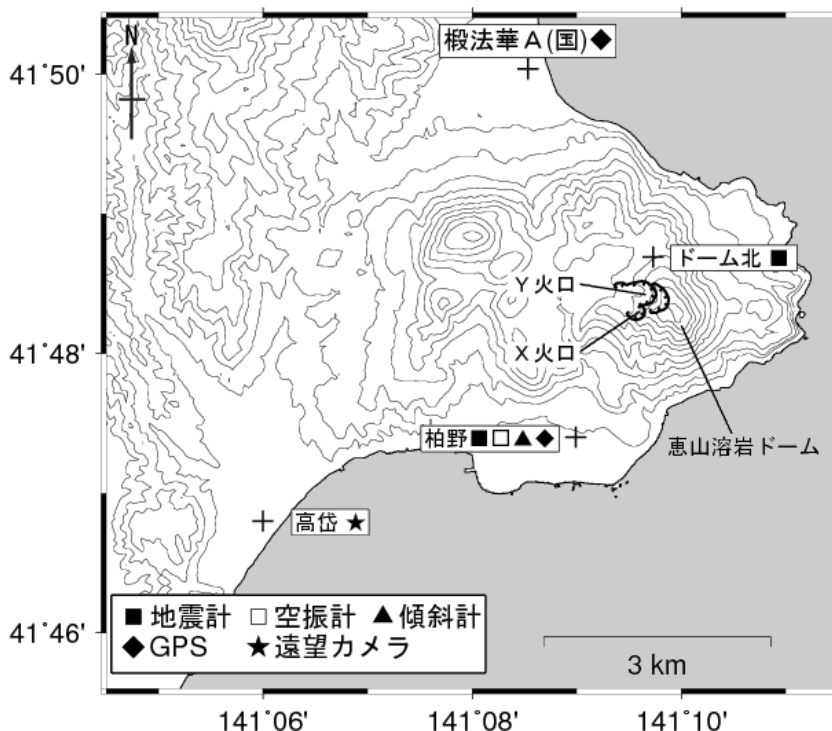 椴法華A(国)◆
N
41°50'
ドーム北 ■
Y火口
X火口
41°48'
柏野■□▲◆
恵山溶岩ドーム
高岱 ★
■ 地震計 □ 空振計 ▲ 傾斜計
◆ GPS ★ 遠望カメラ
41°46'
3 km
141°06' 141°08' 141°10'